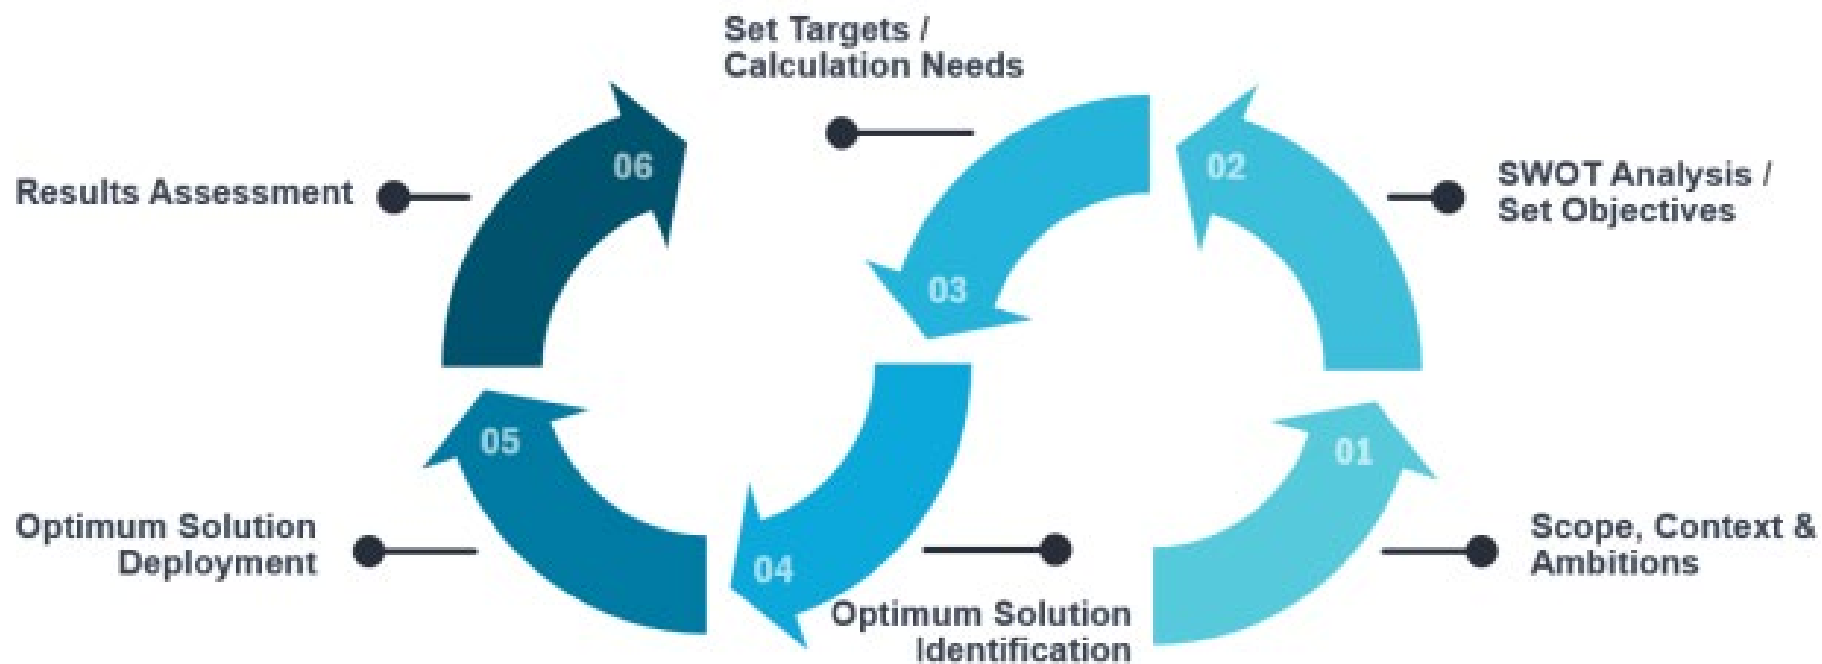 Set Targets /
Calculation Needs
06
02
Results Assessment
SWOT Analysis /
Set Objectives
03
05
01
Optimum Solution
Deployment
04
Scope, Context &
Ambitions
Optimum Solution
Identification